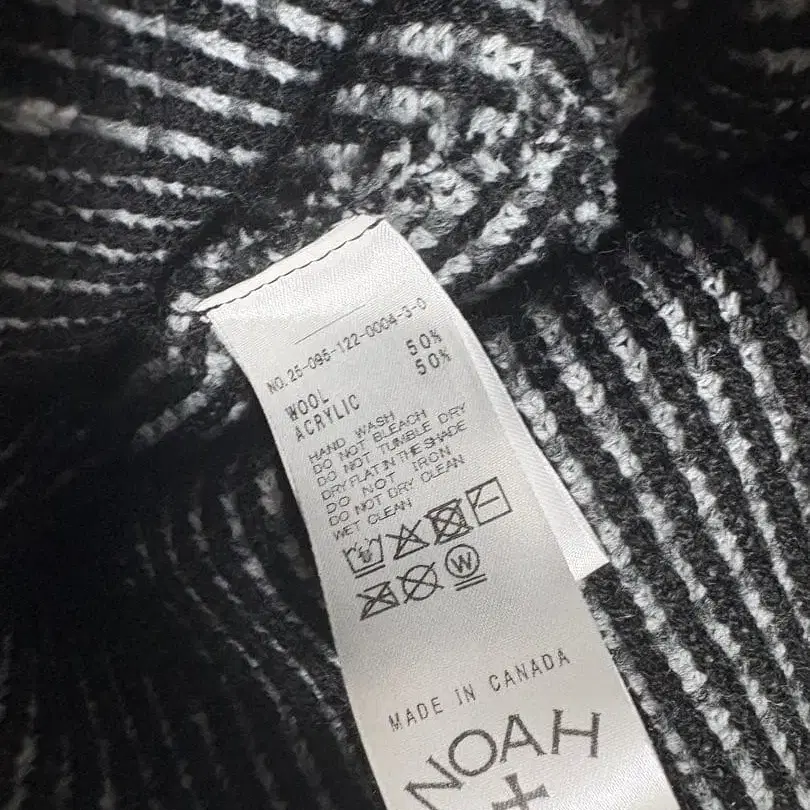 NO. 25-095-122-0004-3-0
WOOL 50%
ACRYLIC 50%
HAND WASH
DO NOT BLEACH
DO NOT TUMBLE DRY
DRY FLAT IN THE SHADE
DO NOT IRON
DO NOT DRY CLEAN
WET CLEAN
W
MADE IN CANADA
NOAH